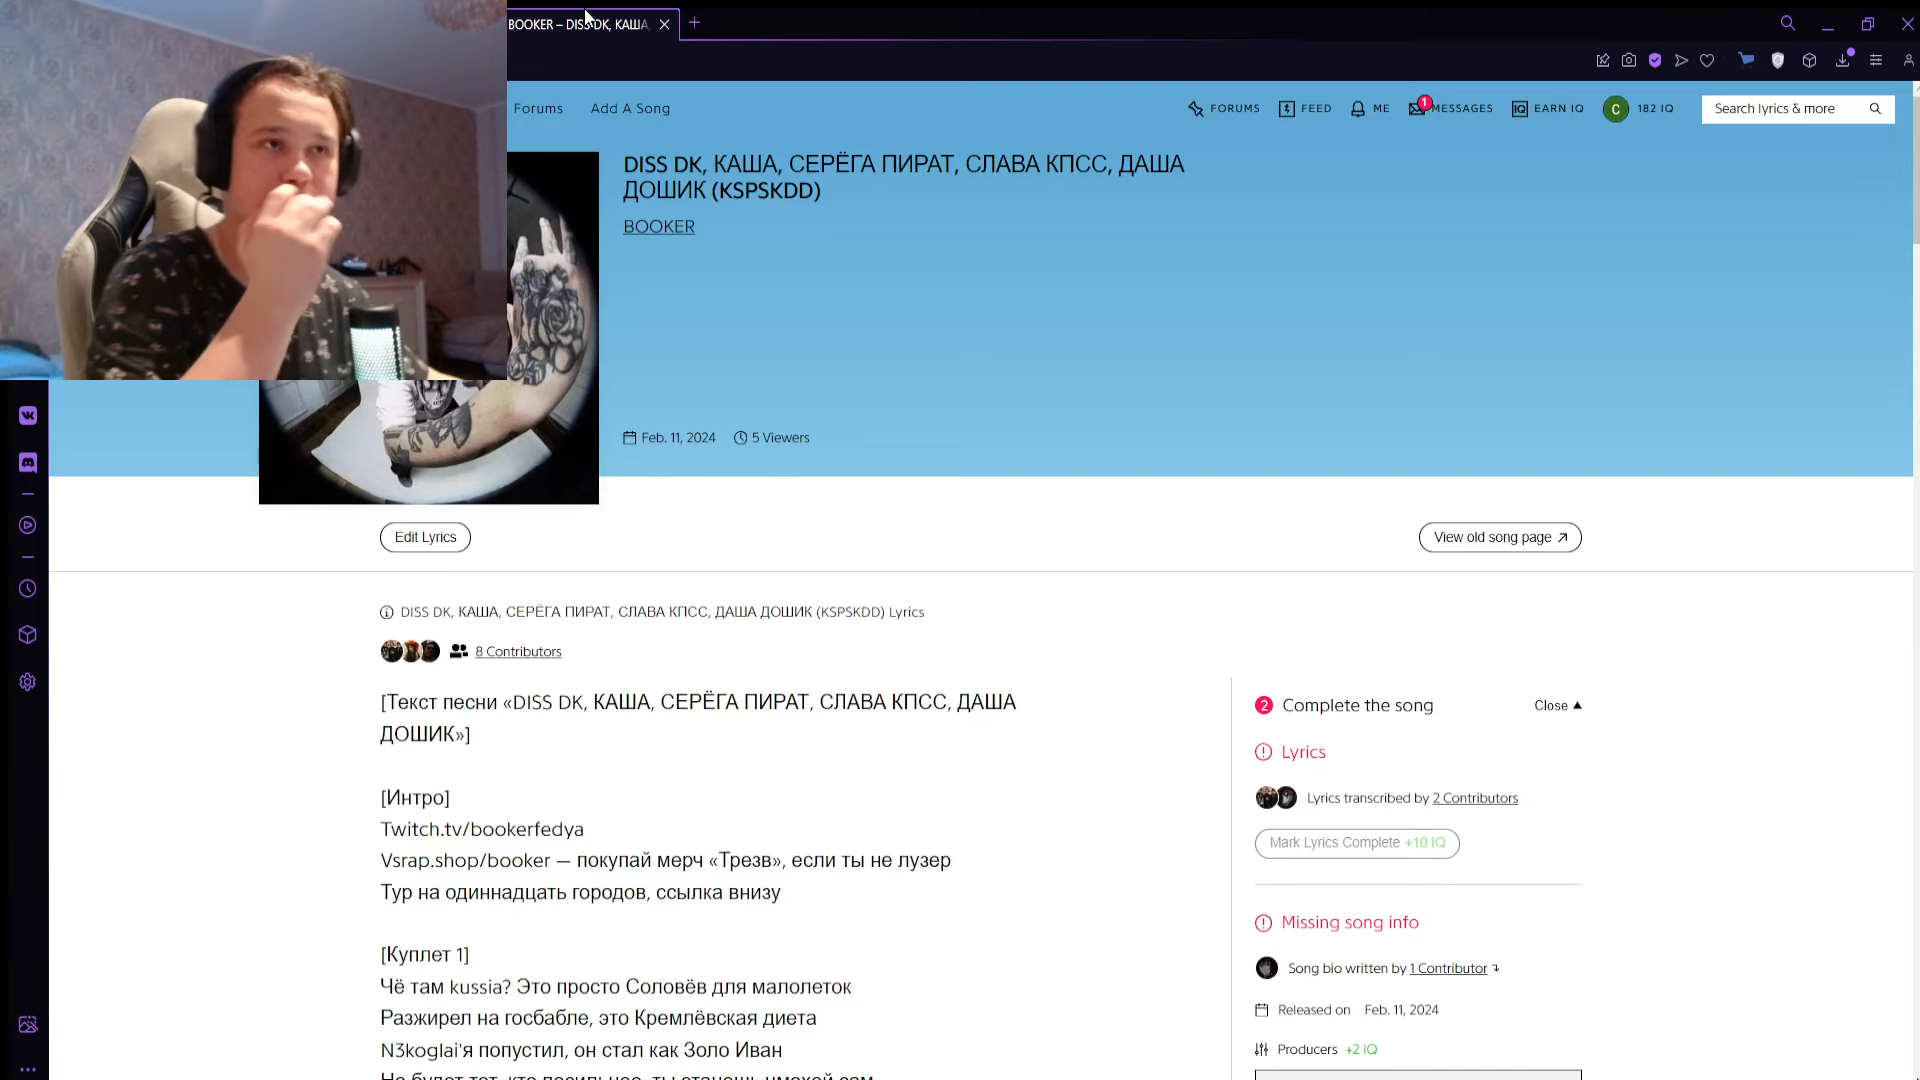 BOOKER – DISS DK, КАША,
Forums
Add A Song
FORUMS
FEED
ME
1
MESSAGES
EARN IQ
C
182 IQ
Search lyrics & more
DISS DK, КАША, СЕРЁГА ПИРАТ, СЛАВА КПСС, ДАША
ДОШИК (KSPSKDD)
BOOKER
Feb. 11, 2024
5 Viewers
Edit Lyrics
View old song page
DISS DK, КАША, СЕРЁГА ПИРАТ, СЛАВА КПСС, ДАША ДОШИК (KSPSKDD) Lyrics
8 Contributors
[Текст песни «DISS DK, КАША, СЕРЁГА ПИРАТ, СЛАВА КПСС, ДАША
ДОШИК»]
[Интро]
Twitch.tv/bookerfedya
Vsrap.shop/booker — покупай мерч «Трезв», если ты не лузер
Тур на одиннадцать городов, ссылка внизу
[Куплет 1]
Чё там kussia? Это просто Соловёв для малолеток
Разжирел на госбабле, это Кремлёвская диета
N3koglai'я попустил, он стал как Золо Иван
2 Complete the song
Close
Lyrics
Lyrics transcribed by 2 Contributors
Mark Lyrics Complete +10 IQ
Missing song info
Song bio written by 1 Contributor
Released on Feb. 11, 2024
Producers +2 IQ